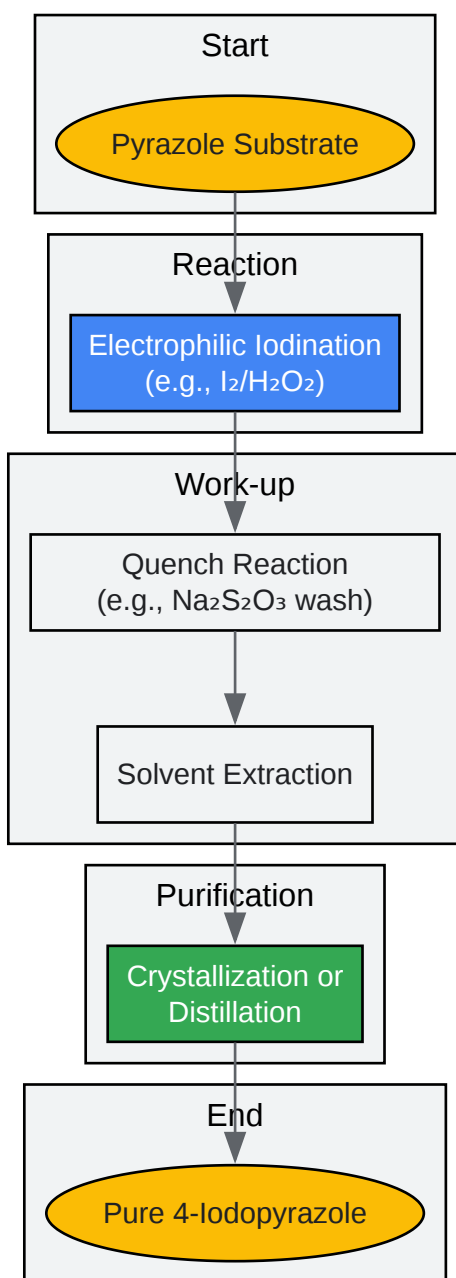 Start
Pyrazole Substrate
Reaction
Electrophilic Iodination
(e.g., I₂/H₂O₂)
Work-up
Quench Reaction
(e.g., Na₂S₂O₃ wash)
Solvent Extraction
Purification
Crystallization or
Distillation
End
Pure 4-Iodopyrazole